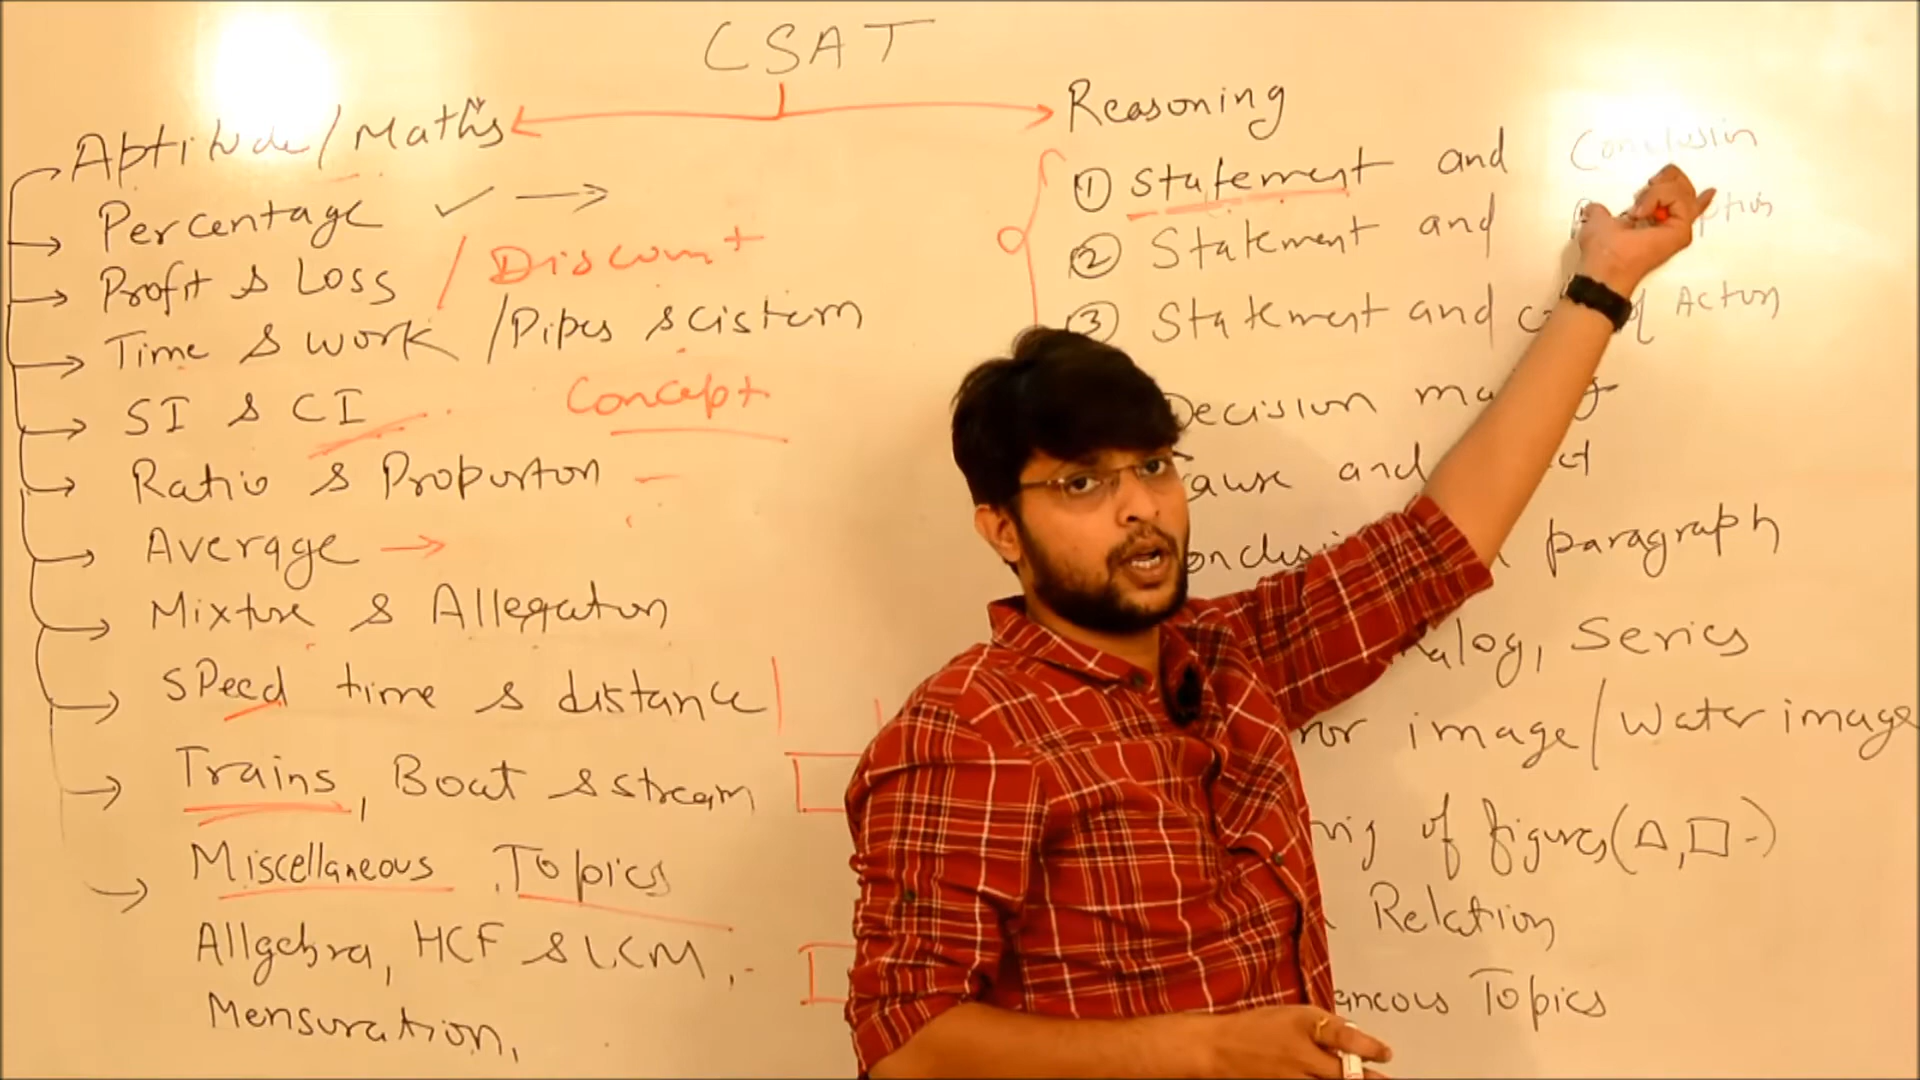 CSAT
Aptitude/Maths
Percentage
Profit & Loss / Discount
Time & work / Pipes & cistern
SI & CI
Concept
Ratio & Proportion
Average
Mixture & Allegation
Speed time & distance
Trains, Boat & stream
Miscellaneous Topics
Allgebra, HCF & LCM,
Mensuration,
Reasoning
① Statement and Conclusion
② Statement and
③ Statement and of Action
Decision
and
paragraph
Series
image/Water image
of figures(△,□-)
Relation
Topics